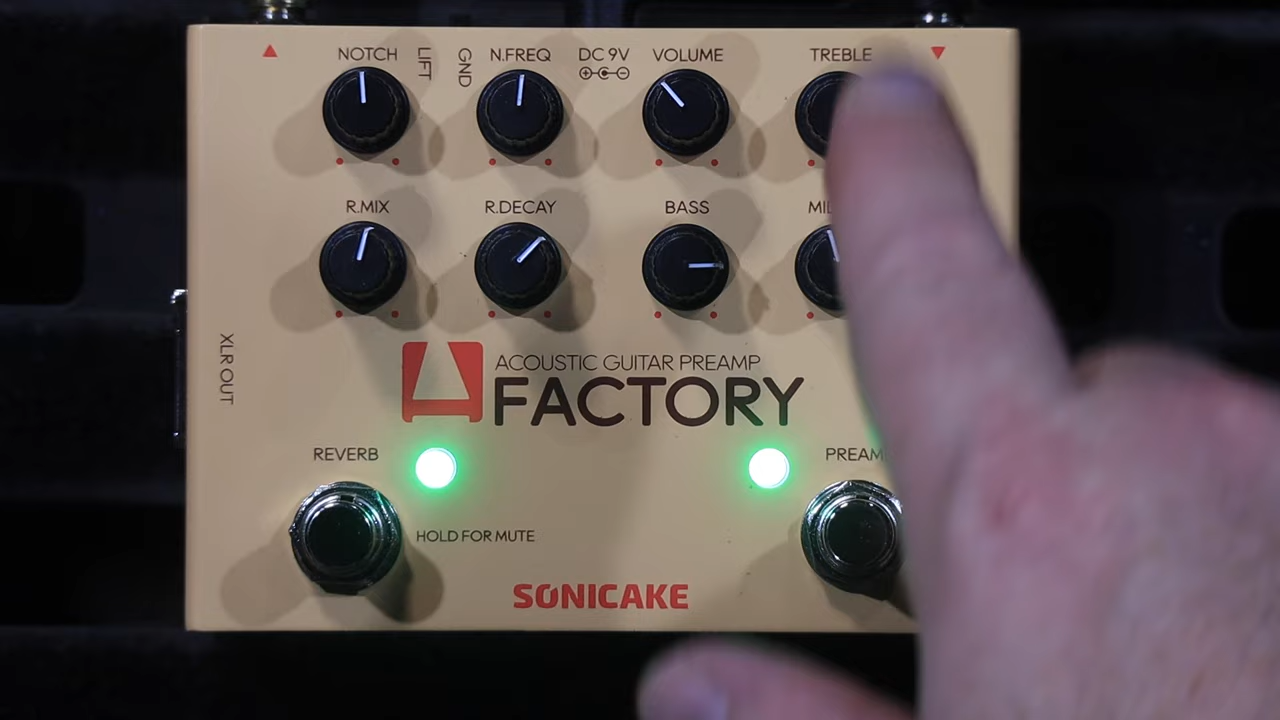 NOTCH
LIFT
GND
N.FREQ
DC 9V
VOLUME
TREBLE
R.MIX
R.DECAY
BASS
XLR OUT
ACOUSTIC GUITAR PREAMP
FACTORY
REVERB
HOLD FOR MUTE
SONICAKE